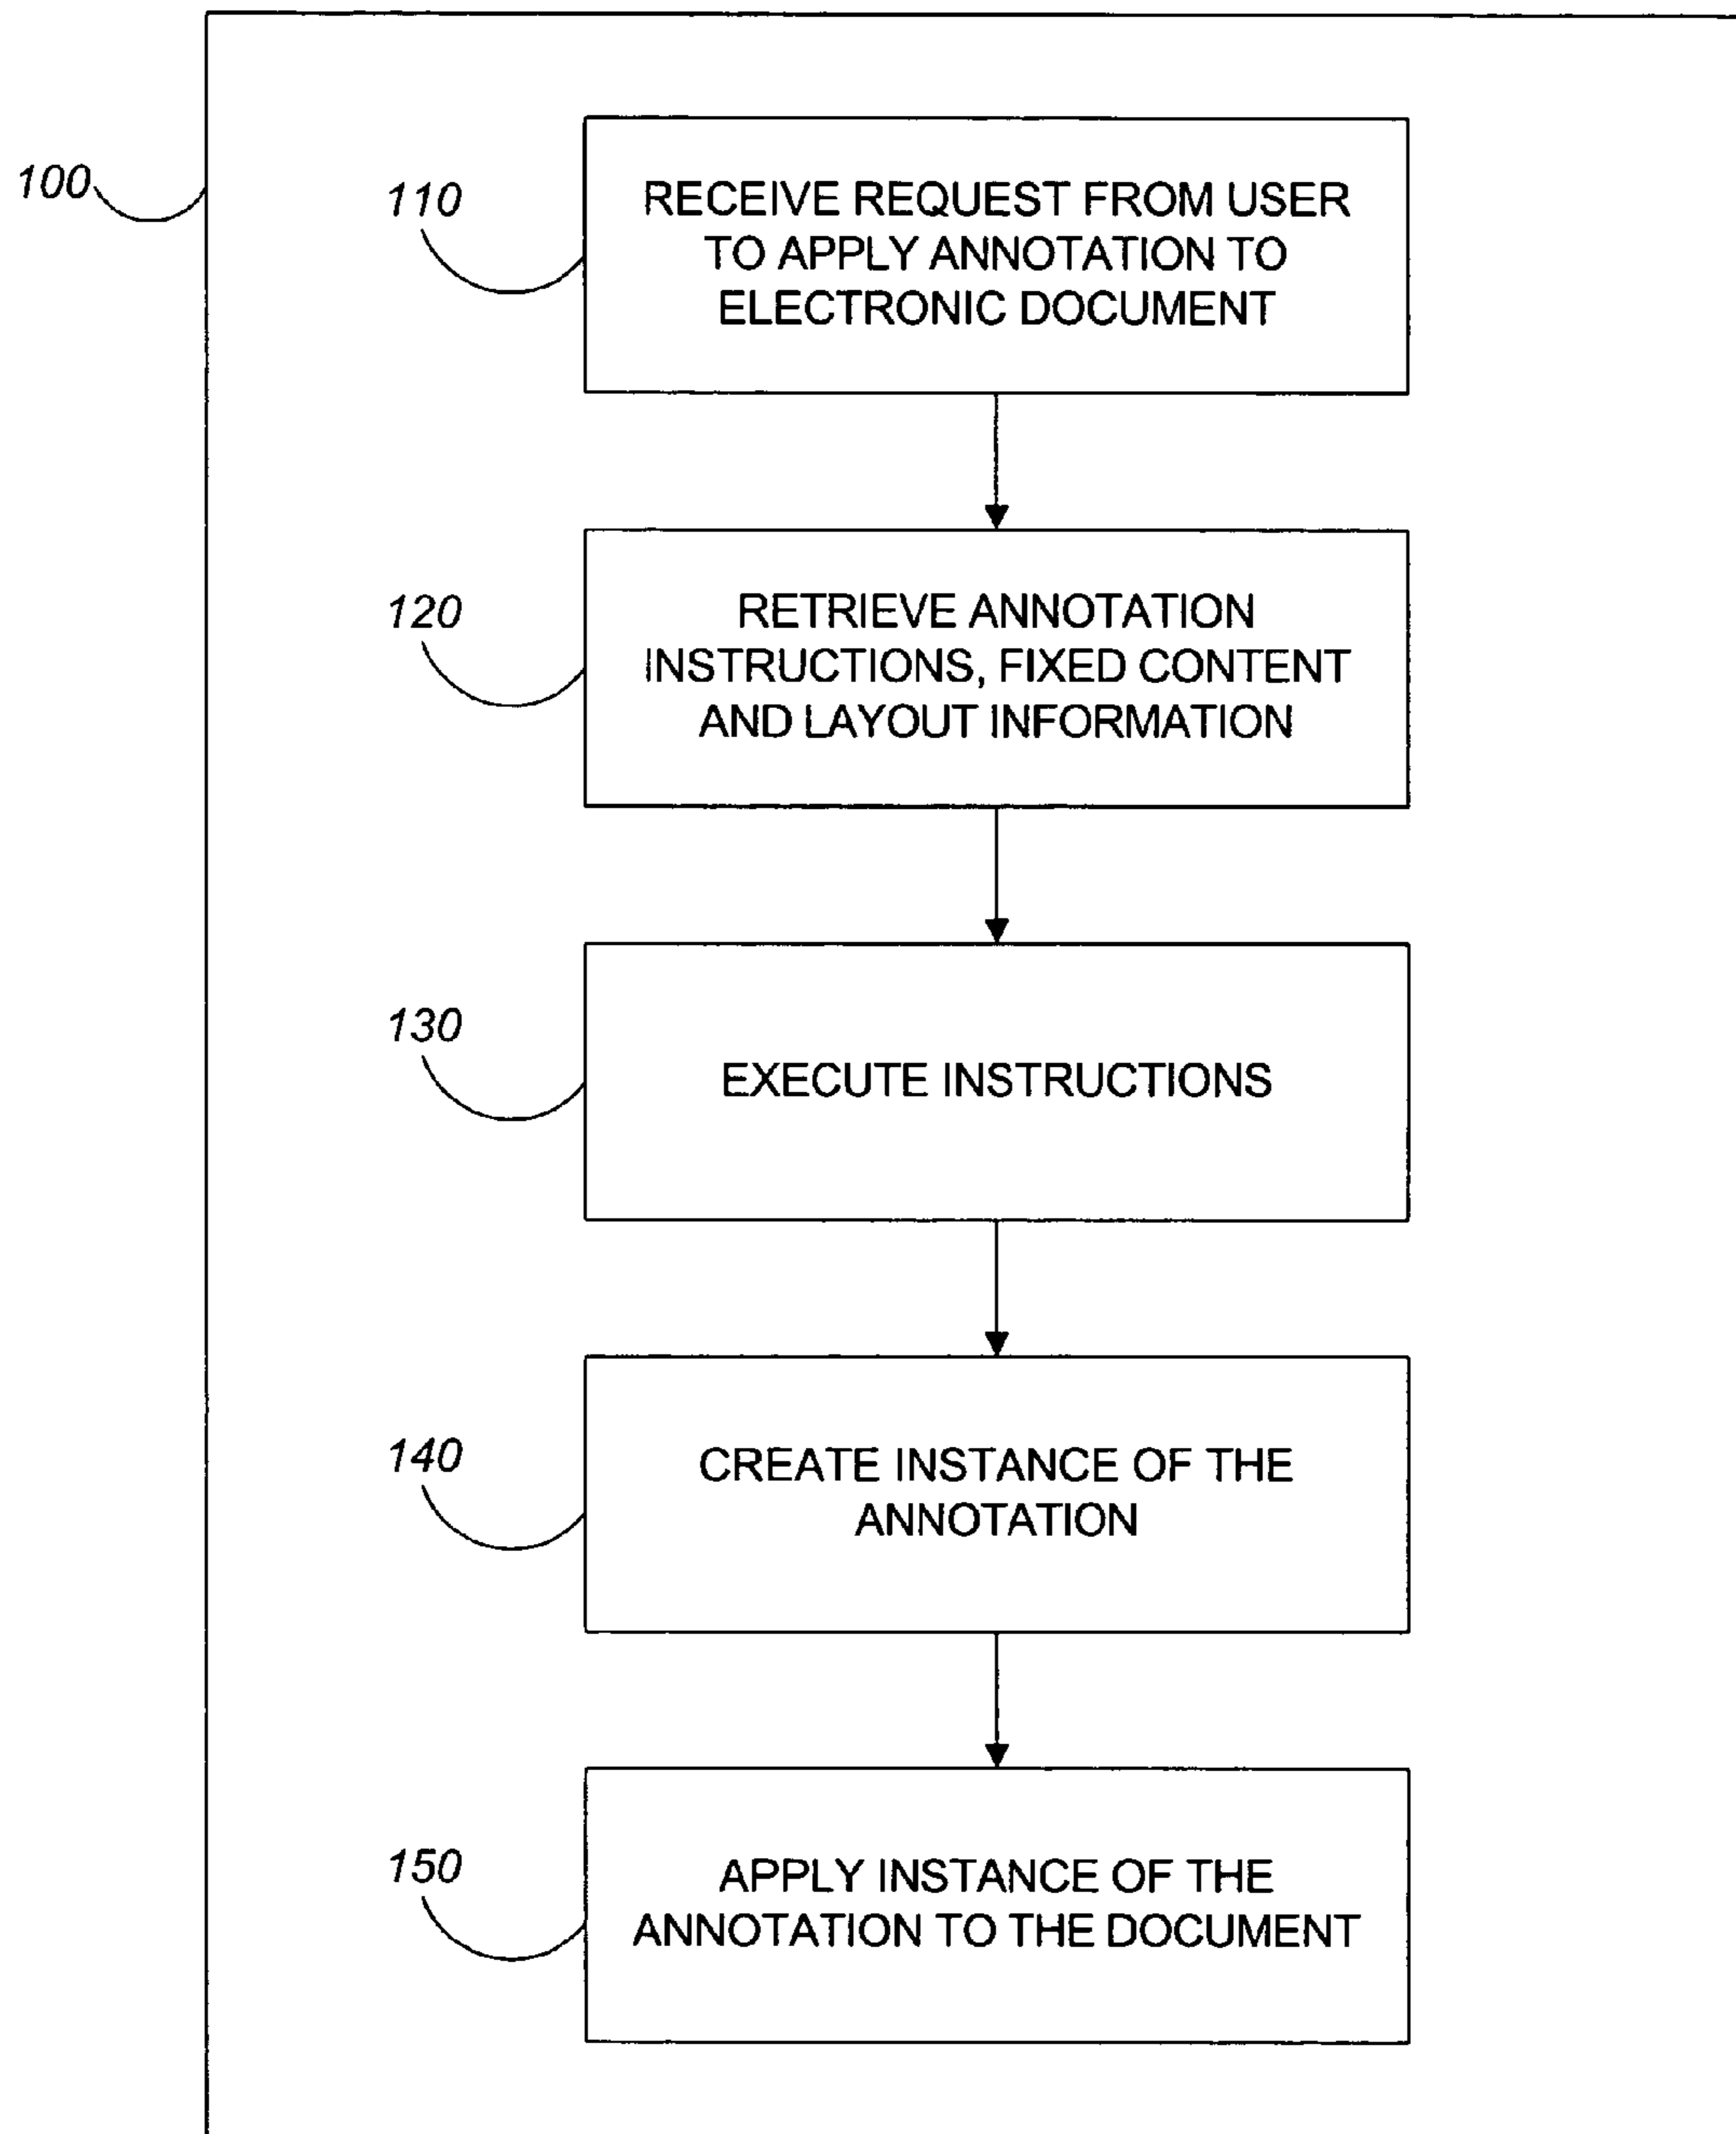 100
110
RECEIVE REQUEST FROM USER
TO APPLY ANNOTATION TO
ELECTRONIC DOCUMENT
120
RETRIEVE ANNOTATION
INSTRUCTIONS, FIXED CONTENT
AND LAYOUT INFORMATION
130
EXECUTE INSTRUCTIONS
140
CREATE INSTANCE OF THE
ANNOTATION
150
APPLY INSTANCE OF THE
ANNOTATION TO THE DOCUMENT